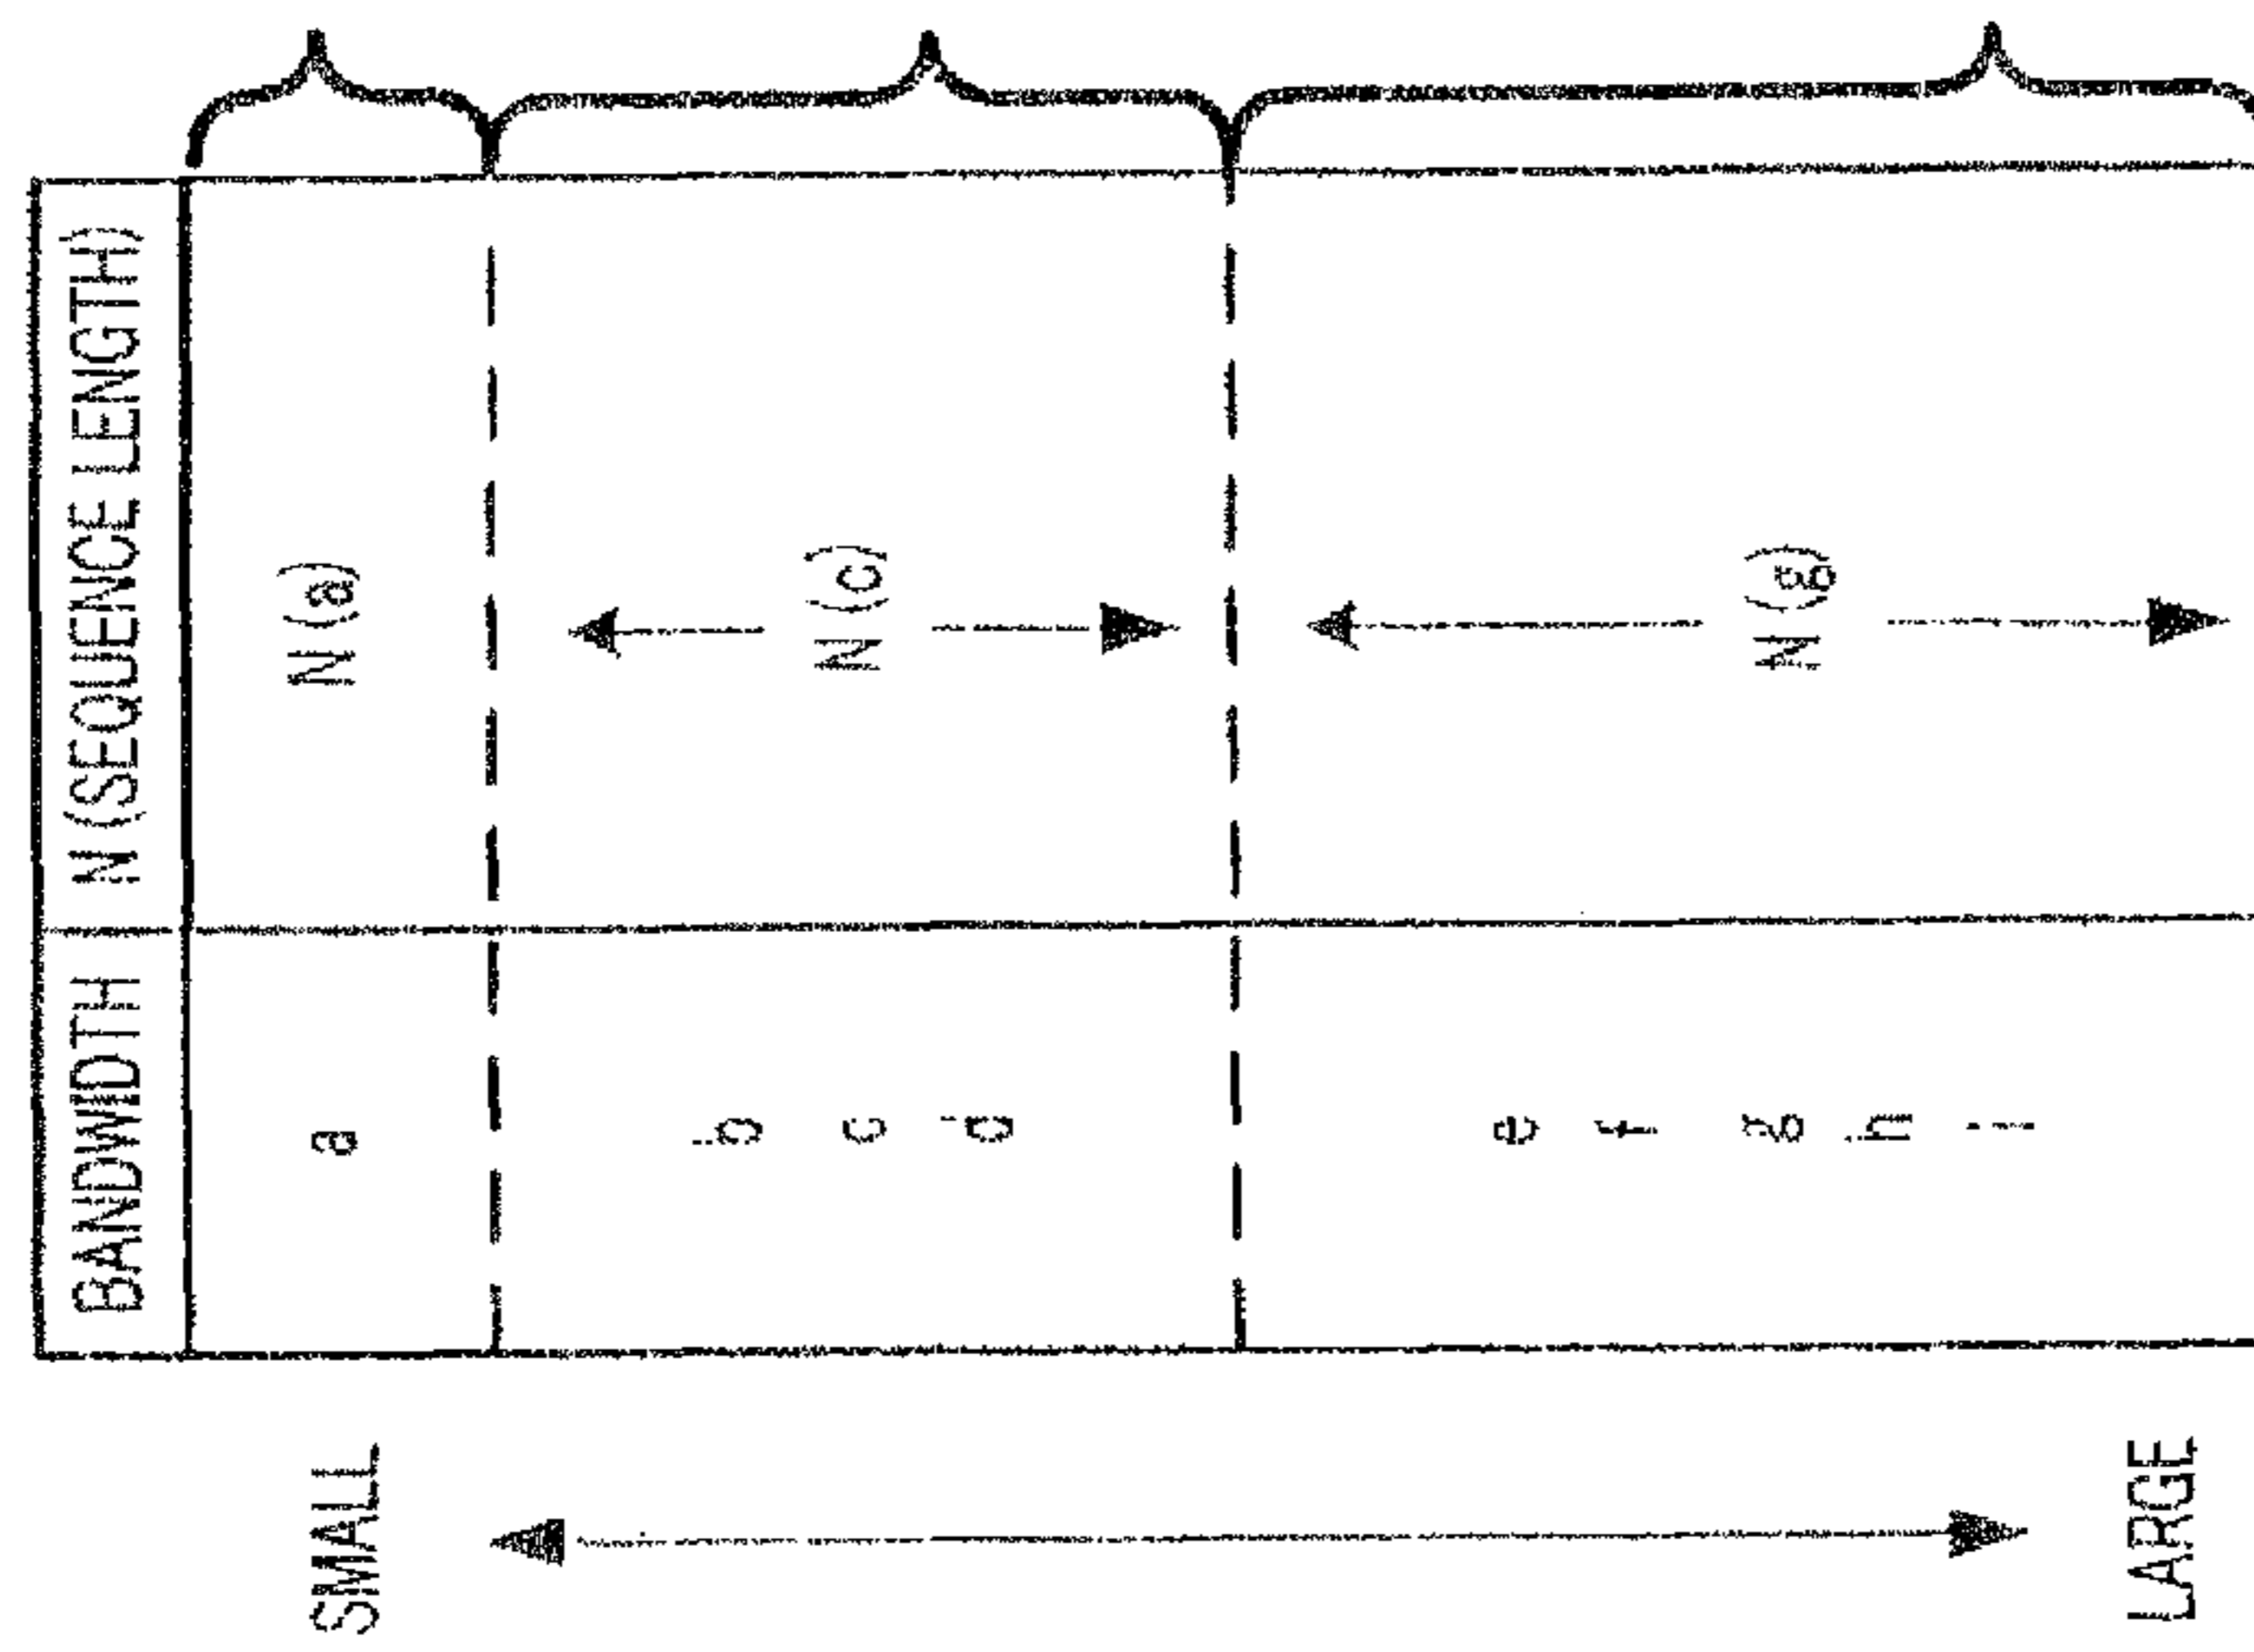 BANDWIDTH N (SEQUENCE LENGTH)
SMALL a N (a)
b
c N (c)
d
e
f
g N (g)
h
i
LARGE